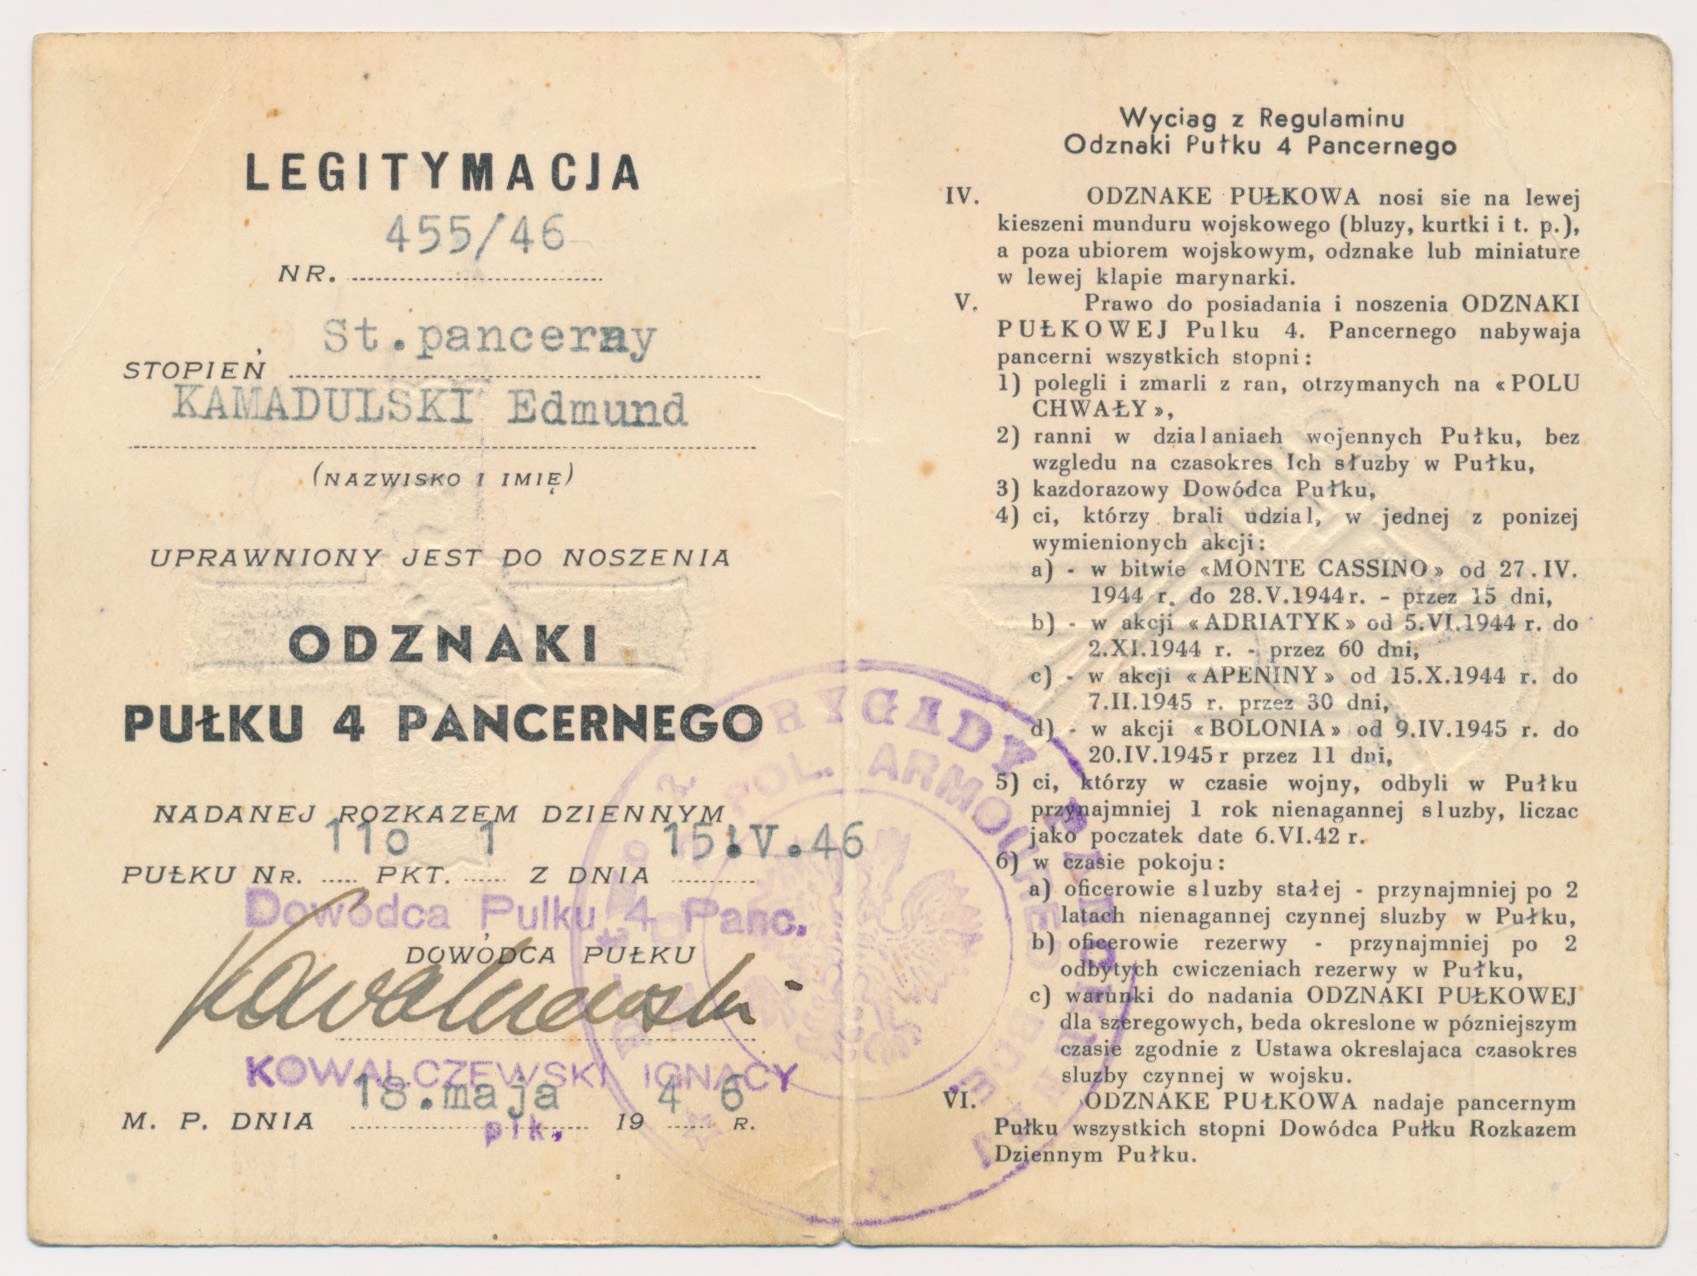 LEGITYMACJA
455/46
NR.
St.pancerny
STOPIEŃ
KAMADULSKI Edmund
(NAZWISKO I IMIĘ)
UPRAWNIONY JEST DO NOSZENIA
ODZNAKI
PUŁKU 4 PANCERNEGO
NADANEJ ROZKAZEM DZIENNYM
11o 1 15.V.46
PUŁKU NR. PKT. Z DNIA
Dowódca Pulku 4 Panc.
DOWÓDCA PUŁKU
KOWALCZEWSKI IGNACY
18.maja 4 6
M. P. DNIA 19 R.
płk.
BRYGADY
POL. ARMOURED
Wyciag z Regulaminu
Odznaki Pułku 4 Pancernego
IV. ODZNAKE PUŁKOWA nosi sie na lewej
kieszeni munduru wojskowego (bluzy, kurtki i t. p.),
a poza ubiorem wojskowym, odznake lub miniature
w lewej klapie marynarki.
V. Prawo do posiadania i noszenia ODZNAKI
PUŁKOWEJ Pulku 4. Pancernego nabywaja
pancerni wszystkich stopni:
1) polegli i zmarli z ran, otrzymanych na «POLU
CHWAŁY»,
2) ranni w dzialaniach wojennych Pułku, bez
wzgledu na czasokres Ich słuzby w Pułku,
3) kazdorazowy Dowódca Pułku,
4) ci, którzy brali udzial, w jednej z ponizej
wymienionych akcji:
a) - w bitwie «MONTE CASSINO» od 27.IV.
1944 r. do 28.V.1944r. - przez 15 dni,
b) - w akcji «ADRIATYK» od 5.VI.1944 r. do
2.XI.1944 r. - przez 60 dni,
c) - w akcji «APENINY» od 15.X.1944 r. do
7.II.1945 r. przez 30 dni,
d) - w akcji «BOLONIA» od 9.IV.1945 r. do
20.IV.1945 r przez 11 dni,
5) ci, którzy w czasie wojny, odbyli w Pułku
przynajmniej 1 rok nienagannej sluzby, liczac
jako poczatek date 6.VI.42 r.
6) w czasie pokoju:
a) oficerowie sluzby stałej - przynajmniej po 2
latach nienagannej czynnej sluzby w Pułku,
b) oficerowie rezerwy - przynajmniej po 2
odbytych cwiczeniach rezerwy w Pułku,
c) warunki do nadania ODZNAKI PUŁKOWEJ
dla szeregowych, beda okreslone w pózniejszym
czasie zgodnie z Ustawa okreslajaca czasokres
sluzby czynnej w wojsku.
VI. ODZNAKE PUŁKOWA nadaje pancernym
Pułku wszystkich stopni Dowódca Pułku Rozkazem
Dziennym Pułku.